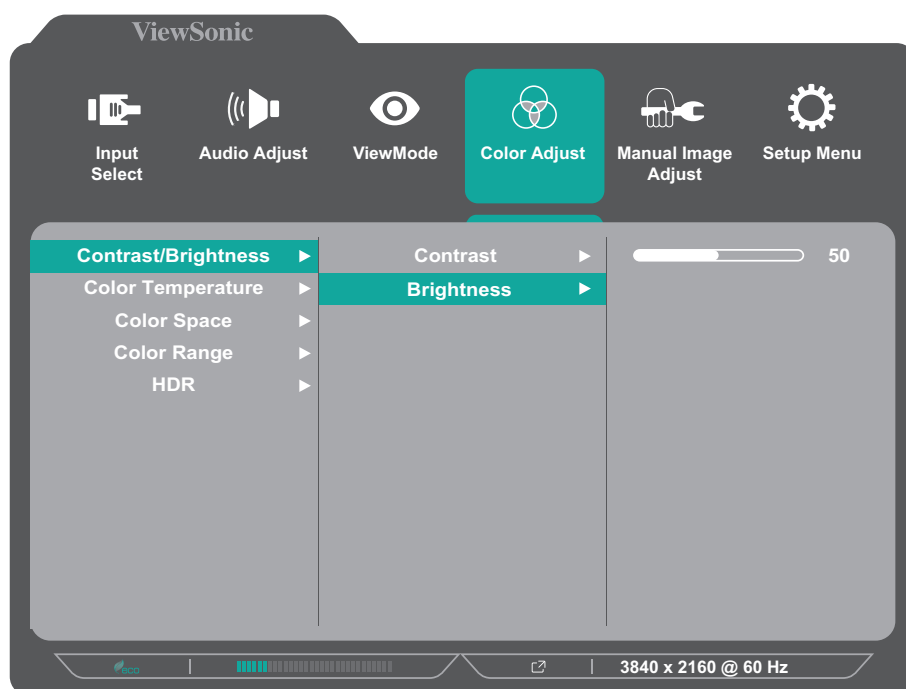 ViewSonic
Input Select
Audio Adjust
ViewMode
Color Adjust
Manual Image Adjust
Setup Menu
Contrast/Brightness
Color Temperature
Color Space
Color Range
HDR
Contrast
Brightness
50
eco
3840 x 2160 @ 60 Hz